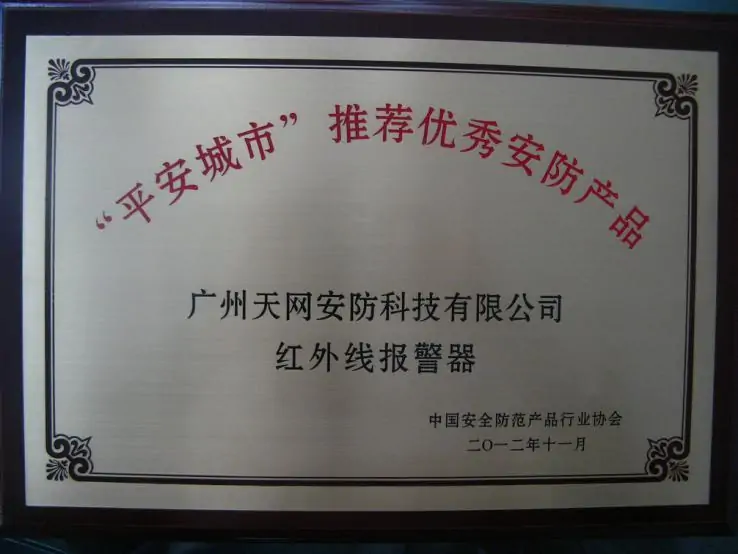 “平安城市”推荐优秀安防产品
广州天网安防科技有限公司
红外线报警器
中国安全防范产品行业协会
二〇一二年十一月